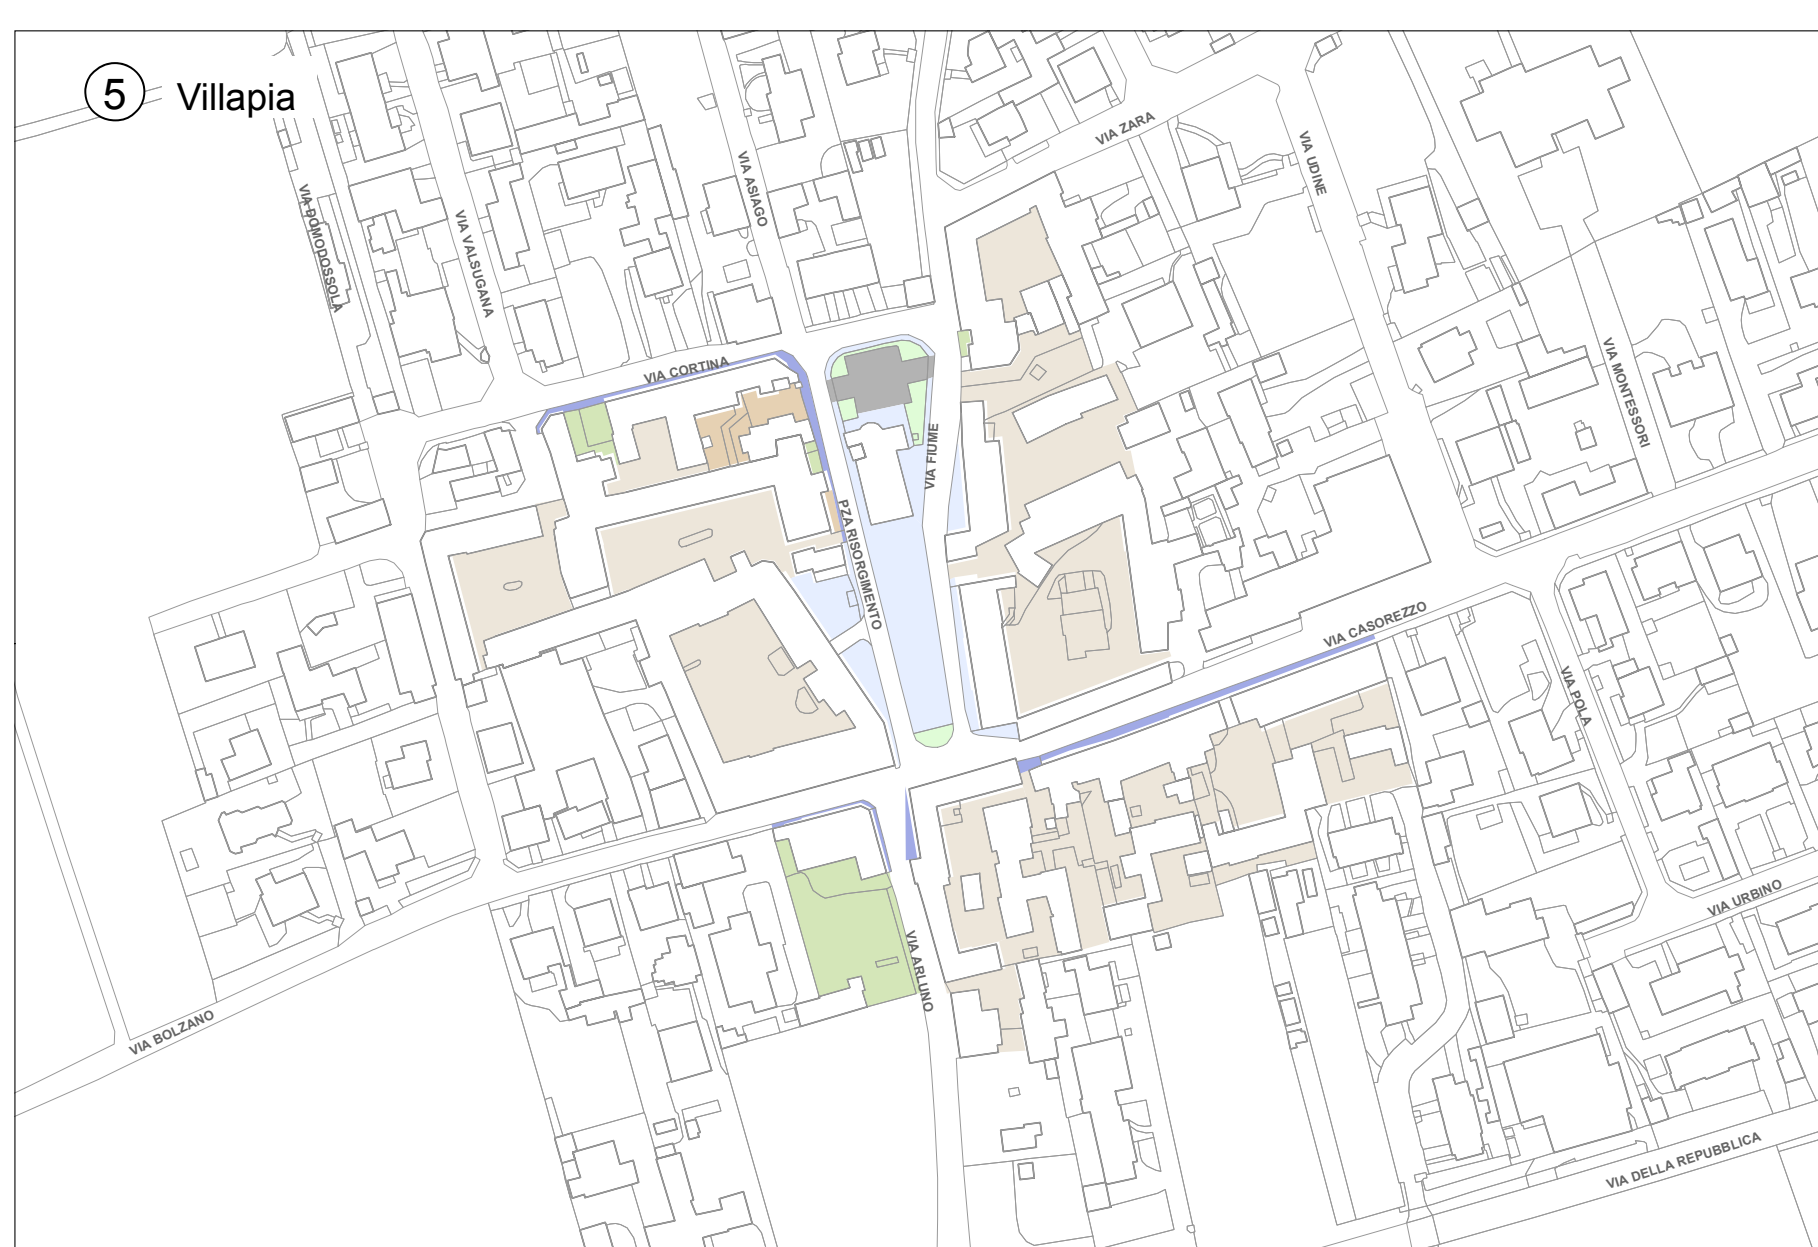 5 Villapia
VIA ZARA
VIA UDINE
VIA ASIAGO
VIA DOMODOSSOLA
VIA VALSUGANA
VIA CORTINA
VIA MONTESSORI
VIA FIUME
PZA RISORGIMENTO
VIA CASOREZZO
VIA POLA
VIA URBINO
VIA ARLUNO
VIA BOLZANO
VIA DELLA REPUBBLICA